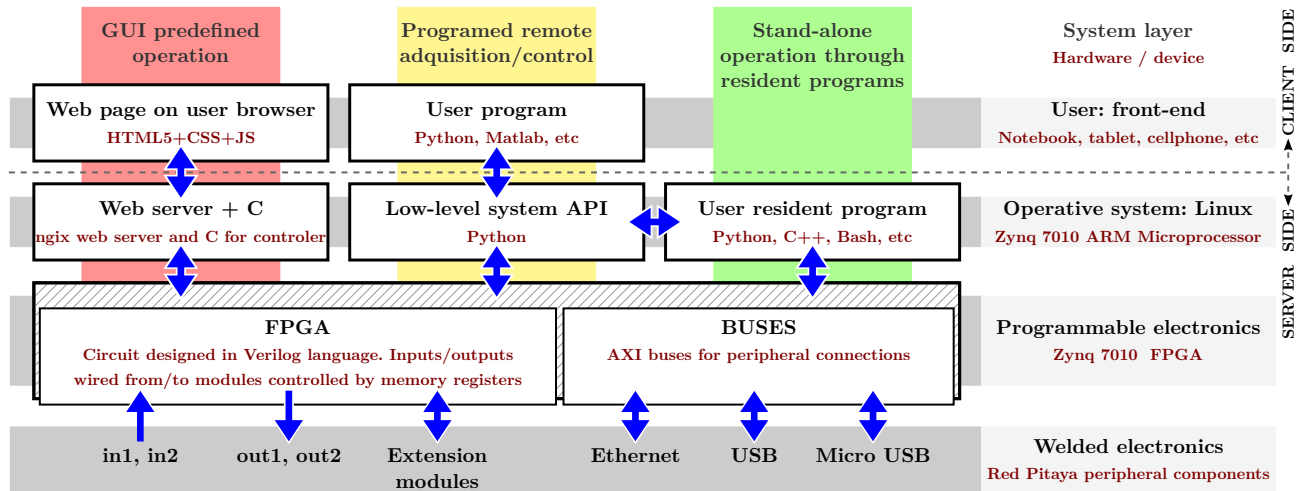 GUI predefined
operation
Programed remote
adquisition/control
Stand-alone
operation through
resident programs
System layer
Hardware / device
Web page on user browser
HTML5+CSS+JS
User program
Python, Matlab, etc
User: front-end
Notebook, tablet, cellphone, etc
CLIENT SIDE
Web server + C
ngix web server and C for controler
Low-level system API
Python
User resident program
Python, C++, Bash, etc
Operative system: Linux
Zynq 7010 ARM Microprocessor
SERVER SIDE
FPGA
Circuit designed in Verilog language. Inputs/outputs
wired from/to modules controlled by memory registers
BUSES
AXI buses for peripheral connections
Programmable electronics
Zynq 7010 FPGA
in1, in2
out1, out2
Extension
modules
Ethernet
USB
Micro USB
Welded electronics
Red Pitaya peripheral components